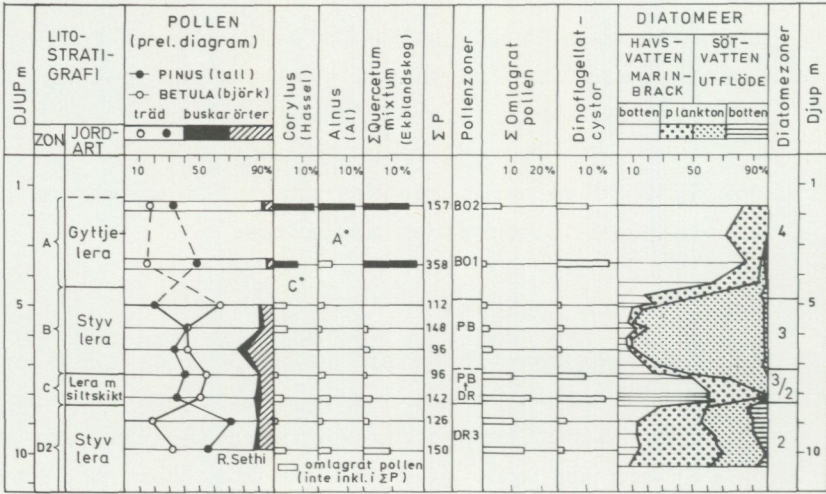 DJUP m
LITO-
STRATI-
GRAFI
ZON
JORD-
ART
POLLEN
(prel. diagram)
PINUS (tall)
BETULA (björk)
träd buskar örter
Corylus
(Hassel)
Alnus
(Al)
ΣQuercetum
mixtum
(Ekblandskog)
Σ P
Pollenzoner
Σ Omlagrat
pollen
Dinoflagellat-
cystor
DIATOMEER
HAVS-
VATTEN
MARIN-
BRACK
SÖT-
VATTEN
UTFLÖDE
botten plankton botten
Diatomezoner
Djup m
10 50 90%
10%
10%
10%
10 20%
10%
10 50 90%
1
5
10
A
B
C
D2
Gyttje
lera
Styv
lera
Lera m
siltskikt
Styv
lera
R.Sethi
A*
C*
157
358
112
148
96
96
142
126
150
BO2
BO1
PB
PB
DR
DR3
4
3
3/2
2
1
5
10
omlagrat pollen
(inte inkl. i ΣP)